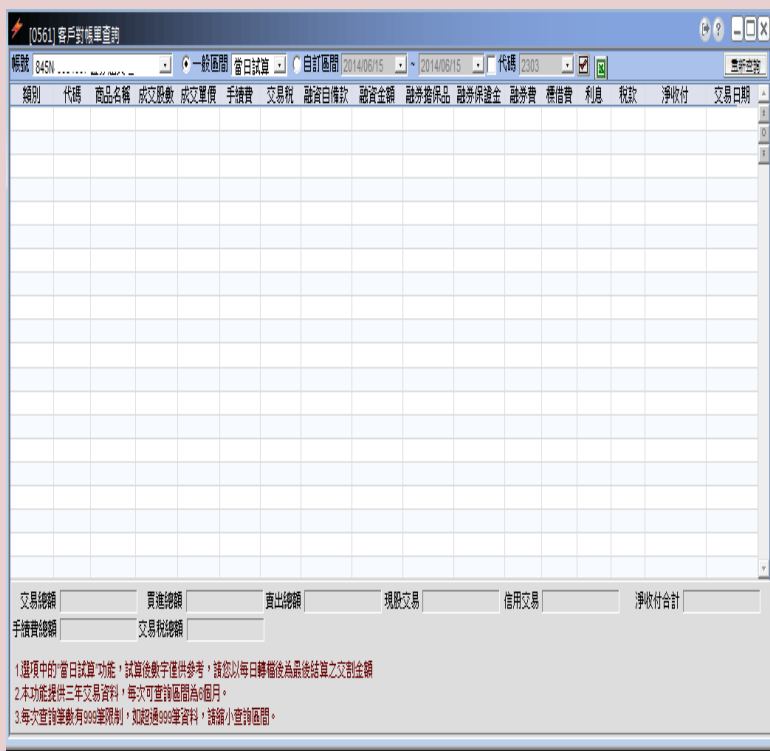 [0561] 客戶對帳單查詢
帳號 845N 一般區間 當日試算 自訂區間 2014/06/15 ~ 2014/06/15 代碼 2303 重新查詢
類別 代碼 商品名稱 成交股數 成交單價 手續費 交易稅 融資自備款 融資金額 融券擔保品 融券保證金 融券費 標借費 利息 稅款 淨收付 交易日期
交易總額 買進總額 賣出總額 現股交易 信用交易 淨收付合計
手續費總額 交易稅總額
1.選項中的"當日試算"功能，試算後數字僅供參考，請您以每日轉檔後為最後結算之交割金額
2.本功能提供三年交易資料，每次可查詢區間為6個月。
3.每次查詢筆數有999筆限制，如超過999筆資料，請縮小查詢區間。